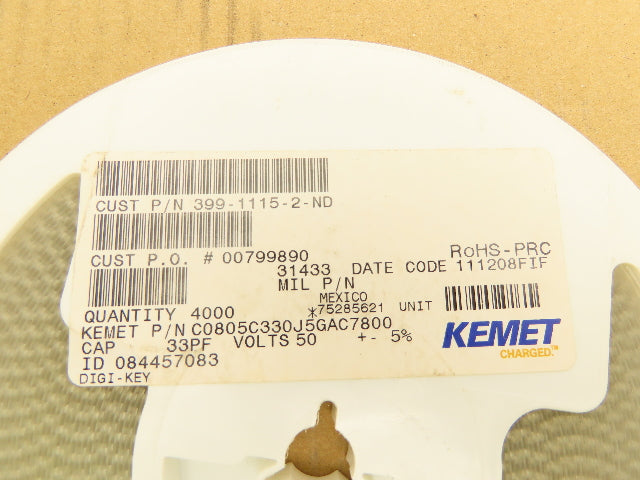 CUST P/N 399-1115-2-ND
CUST P.O. # 00799890
RoHS-PRC
31433 DATE CODE 111208FIF
MIL P/N
MEXICO
QUANTITY 4000 *75285621 UNIT
KEMET P/N C0805C330J5GAC7800
CAP 33PF VOLTS 50 +- 5%
ID 084457083
DIGI-KEY
KEMET
CHARGED.™